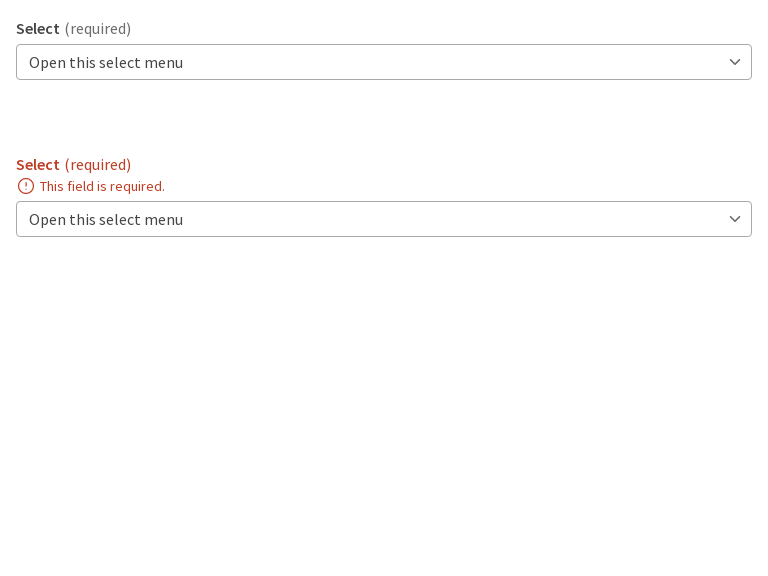 Select (required)
Open this select menu
Select (required)
This field is required.
Open this select menu